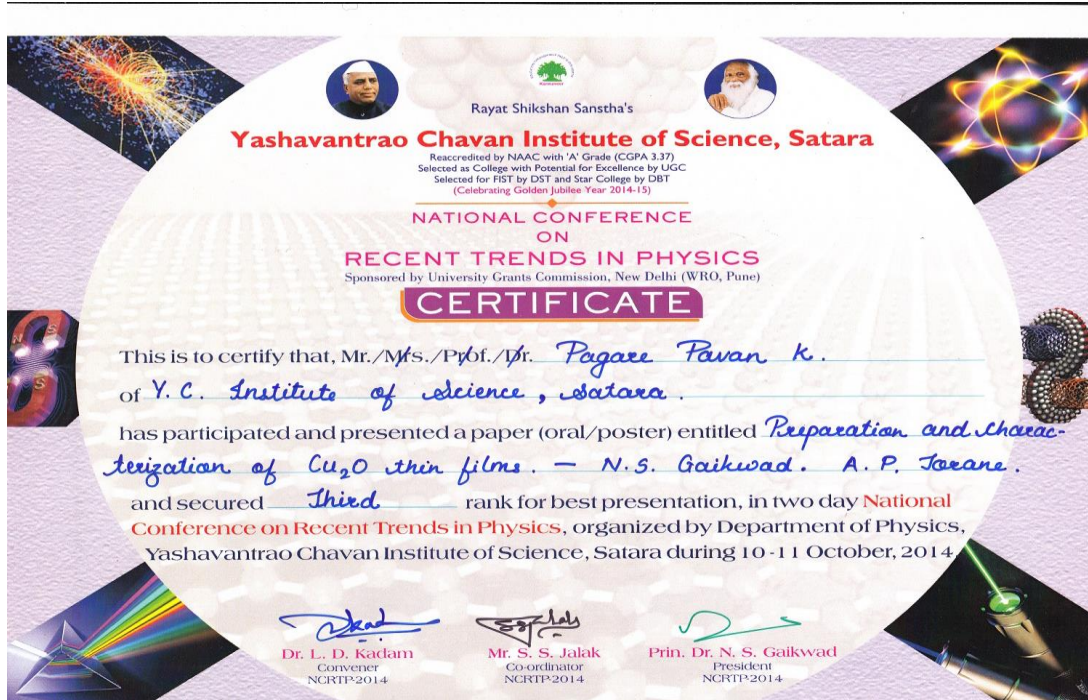 Rayat Shikshan Sanstha's
Yashavantrao Chavan Institute of Science, Satara
Reaccredited by NAAC with 'A' Grade (CGPA 3.37)
Selected as College with Potential for Excellence by UGC
Selected for FIST by DST and Star College by DBT
(Celebrating Golden Jubilee Year 2014-15)
NATIONAL CONFERENCE
ON
RECENT TRENDS IN PHYSICS
Sponsored by University Grants Commission, New Delhi (WRO, Pune)
CERTIFICATE
This is to certify that, Mr./Mrs./Prof./Dr. Pagare Pavan K.
of Y. C. Institute of Science, Satara.
has participated and presented a paper (oral/poster) entitled Preparation and charac-
terization of Cu₂O thin films. — N.S. Gaikwad. A. P. Torane.
and secured Third rank for best presentation, in two day National
Conference on Recent Trends in Physics, organized by Department of Physics,
Yashavantrao Chavan Institute of Science, Satara during 10-11 October, 2014.
Dr. L. D. Kadam Mr. S. S. Jalak Prin. Dr. N. S. Gaikwad
Convener Co-ordinator President
NCRTP-2014 NCRTP-2014 NCRTP-2014